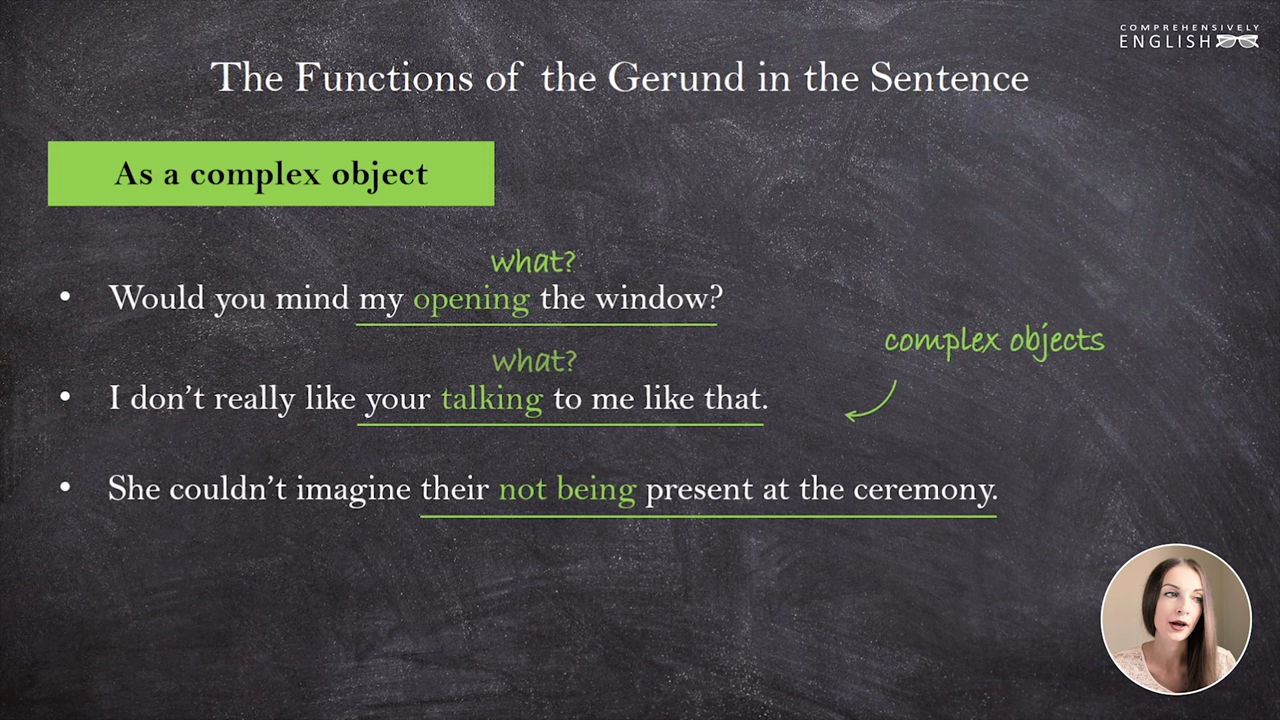 COMPREHENSIVELY
ENGLISH
The Functions of the Gerund in the Sentence
As a complex object
what?
• Would you mind my opening the window?
complex objects
what?
• I don't really like your talking to me like that.
• She couldn't imagine their not being present at the ceremony.